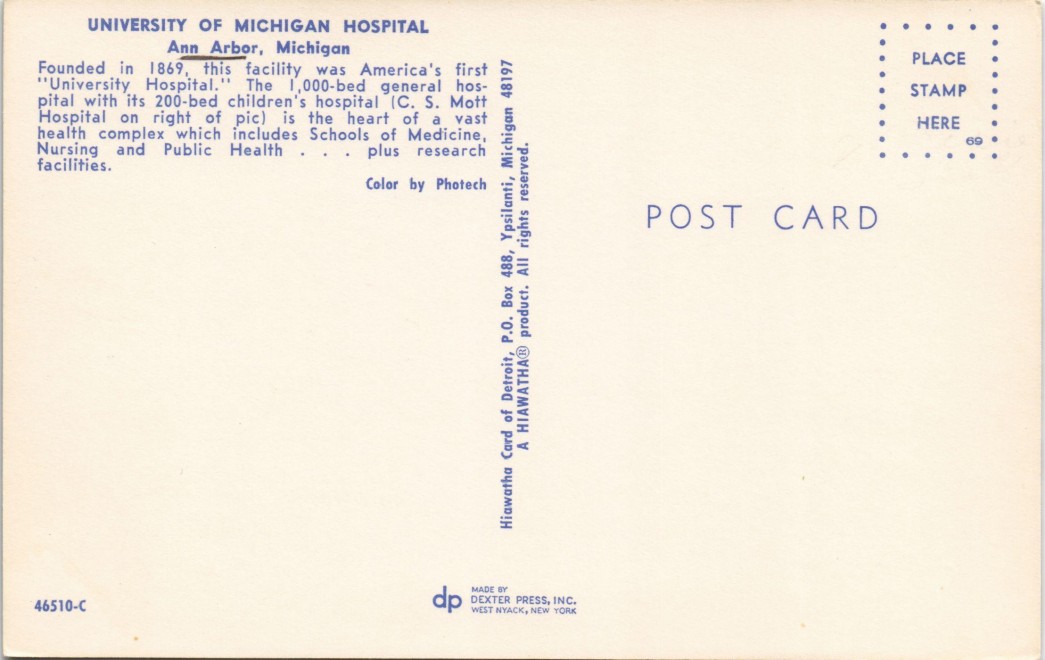 UNIVERSITY OF MICHIGAN HOSPITAL
Ann Arbor, Michigan
Founded in 1869, this facility was America's first
"University Hospital." The 1,000-bed general hos-
pital with its 200-bed children's hospital (C. S. Mott
Hospital on right of pic) is the heart of a vast
health complex which includes Schools of Medicine,
Nursing and Public Health . . . plus research
facilities.
Color by Photech
46510-C
Hiawatha Card of Detroit, P.O. Box 488, Ypsilanti, Michigan 48197
A HIAWATHA® product. All rights reserved.
dp
MADE BY
DEXTER PRESS, INC.
WEST NYACK, NEW YORK
PLACE
STAMP
HERE
69
POST CARD